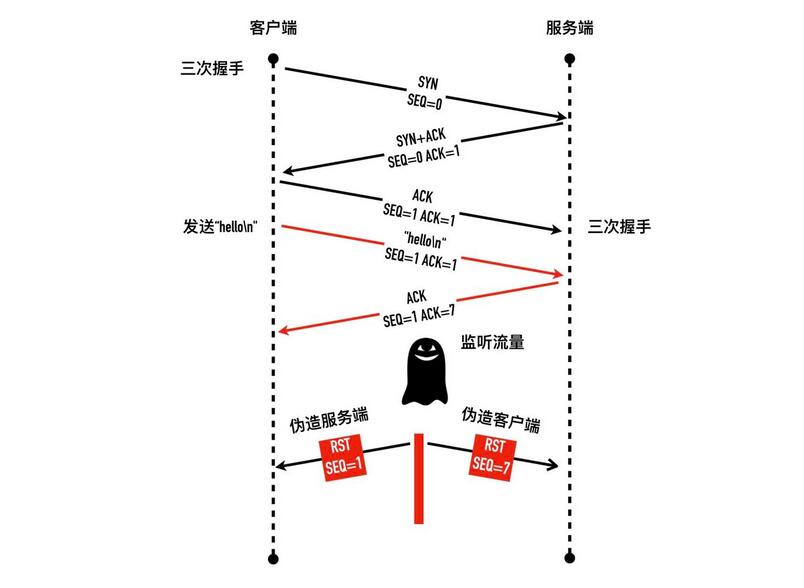 客户端
服务端
三次握手
SYN
SEQ=0
SYN+ACK
SEQ=0 ACK=1
ACK
SEQ=1 ACK=1
发送"hello\n"
三次握手
"hello\n"
SEQ=1 ACK=1
ACK
SEQ=1 ACK=7
监听流量
伪造服务端
伪造客户端
RST
SEQ=1
RST
SEQ=7